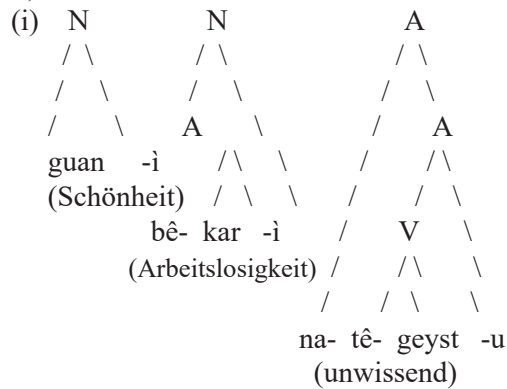 (i) N N A
/ \ / \ / \
/ \ / \ / \
/ \ A \ / A
guan -ì /\ \ / /\
(Schönheit) / \ \ / / \
bê- kar -ì / V \
(Arbeitslosigkeit) / /\ \
/ / \ \
na- tê- geyst -u
(unwissend)